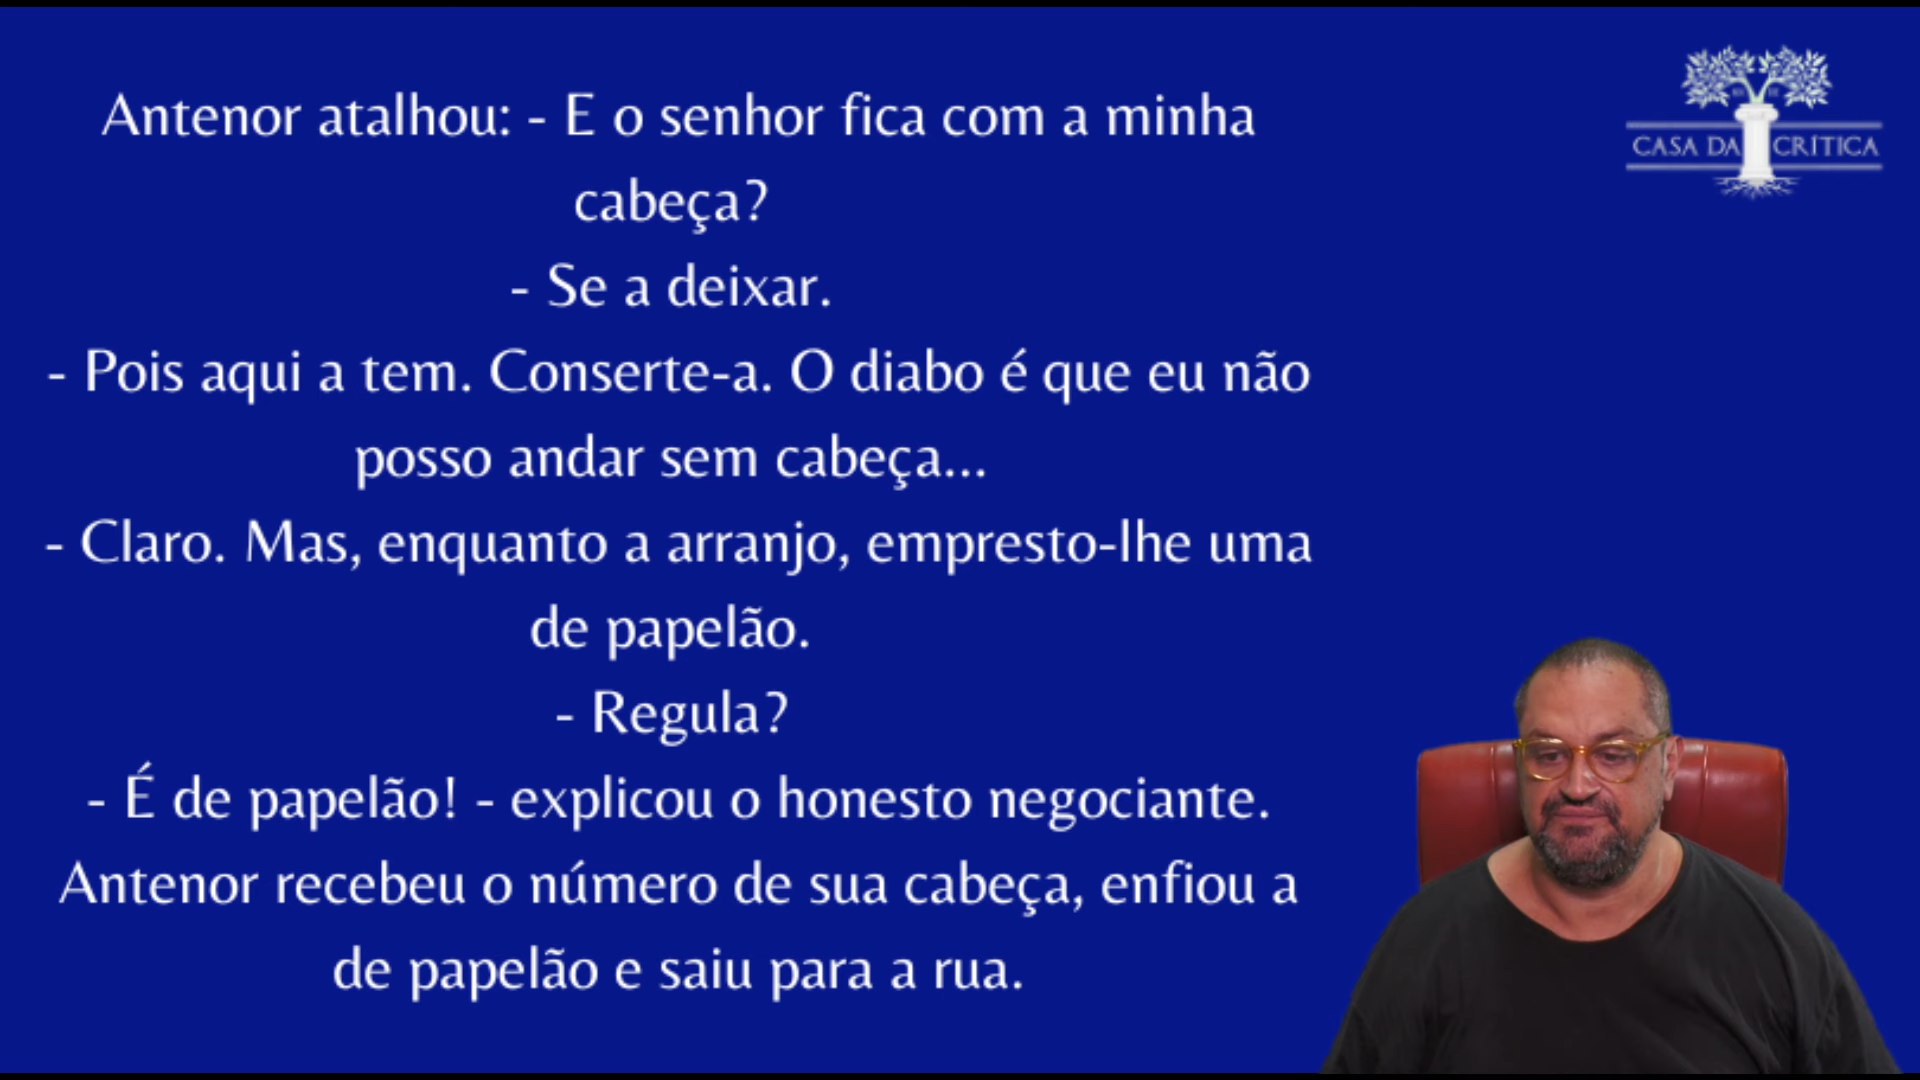 Antenor atalhou: - E o senhor fica com a minha
cabeça?
- Se a deixar.
- Pois aqui a tem. Conserte-a. O diabo é que eu não
posso andar sem cabeça...
- Claro. Mas, enquanto a arranjo, empresto-lhe uma
de papelão.
- Regula?
- É de papelão! - explicou o honesto negociante.
Antenor recebeu o número de sua cabeça, enfiou a
de papelão e saiu para a rua.
CASA DA CRÍTICA